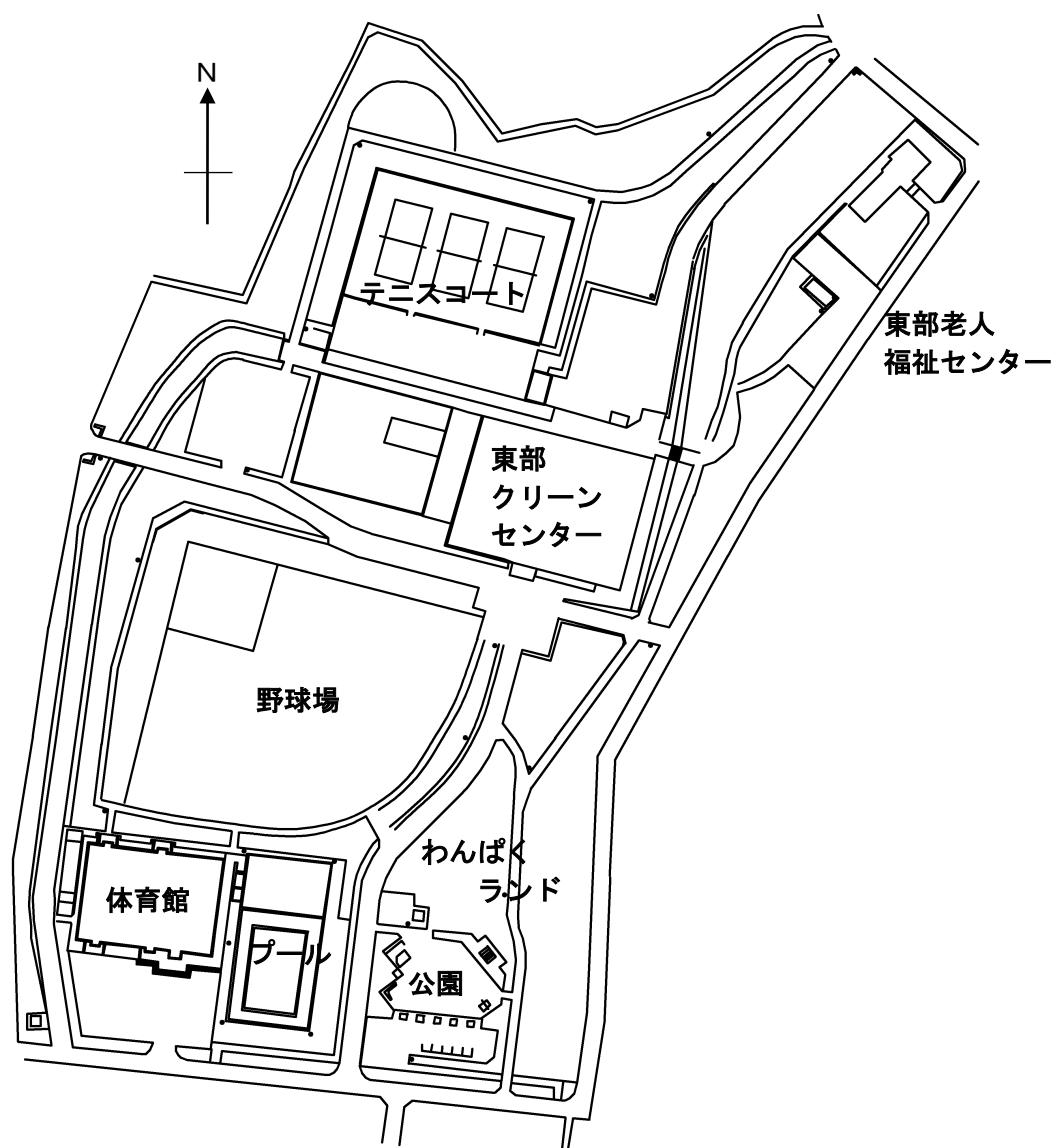 N
テニスコート
東部老人
福祉センター
東部
クリーン
センター
野球場
わんぱく
ランド
体育館
プール
公園